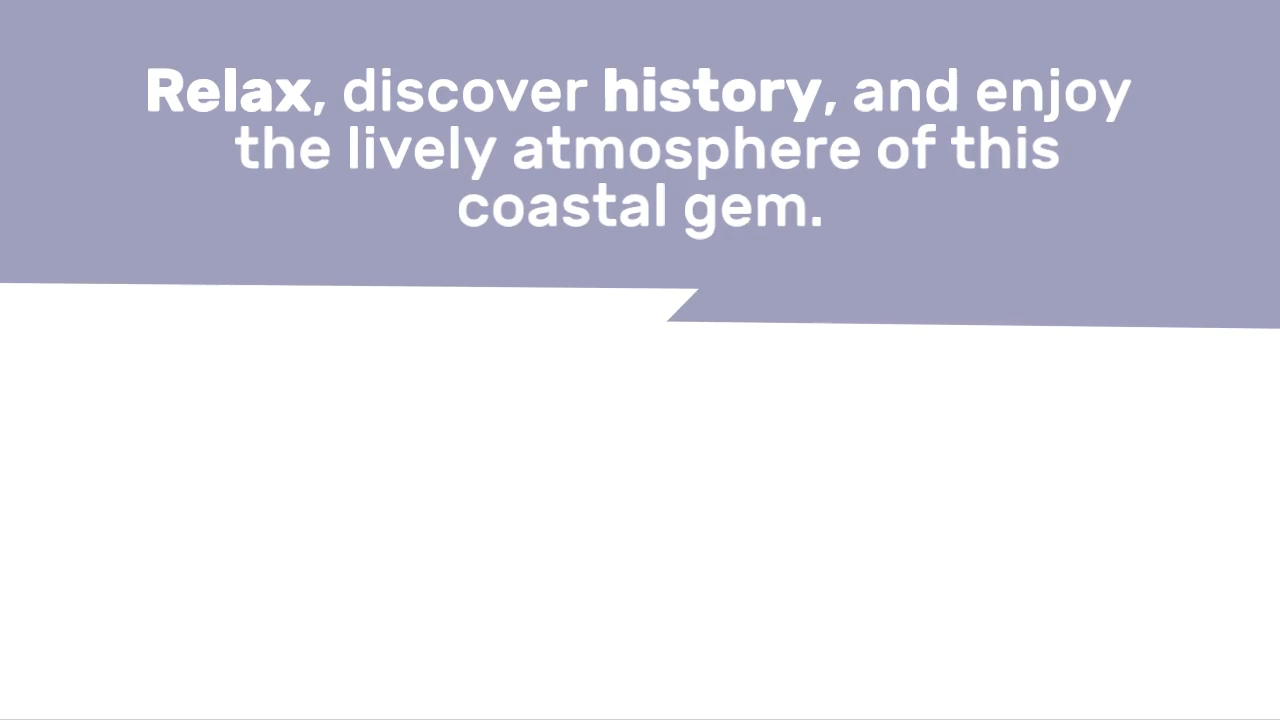 Relax, discover history, and enjoy
the lively atmosphere of this
coastal gem.